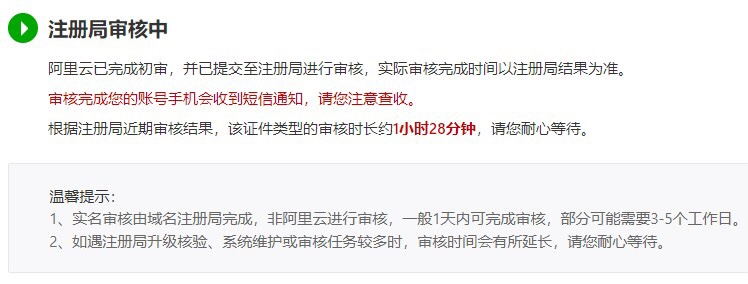 注册局审核中
阿里云已完成初审，并已提交至注册局进行审核，实际审核完成时间以注册局结果为准。
审核完成您的账号手机会收到短信通知，请您注意查收。
根据注册局近期审核结果，该证件类型的审核时长约1小时28分钟，请您耐心等待。
温馨提示：
1、实名审核由域名注册局完成，非阿里云进行审核，一般1天内可完成审核，部分可能需要3-5个工作日。
2、如遇注册局升级核验、系统维护或审核任务较多时，审核时间会有所延长，请您耐心等待。